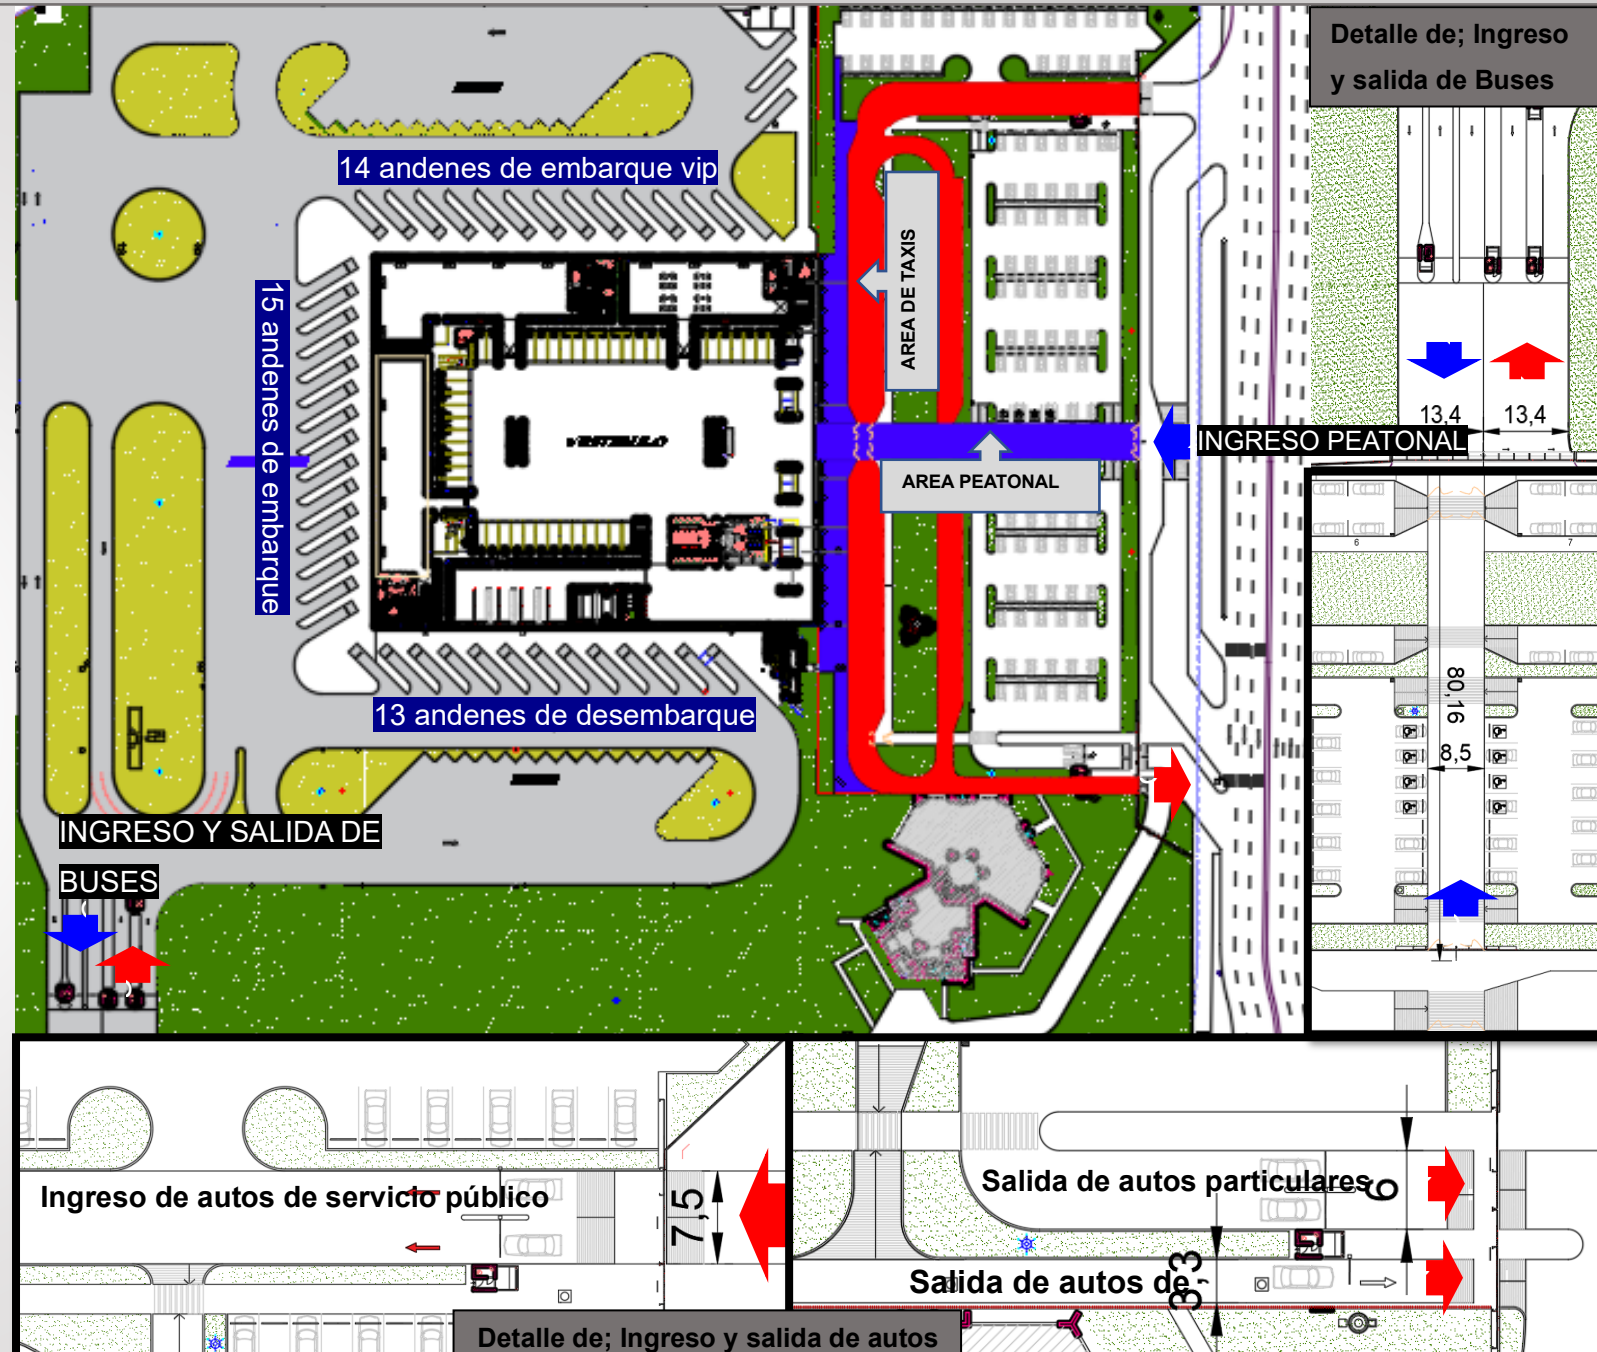 Detalle de; Ingreso
y salida de Buses
14 andenes de embarque vip
15 andenes de embarque
AREA DE TAXIS
13,4
13,4
INGRESO PEATONAL
AREA PEATONAL
VESTIBULO
6
7
80,16
8,5
13 andenes de desembarque
INGRESO Y SALIDA DE
BUSES
Ingreso de autos de servicio público
7,5
Salida de autos particulares
6
Salida de autos de
3,3
Detalle de; Ingreso y salida de autos